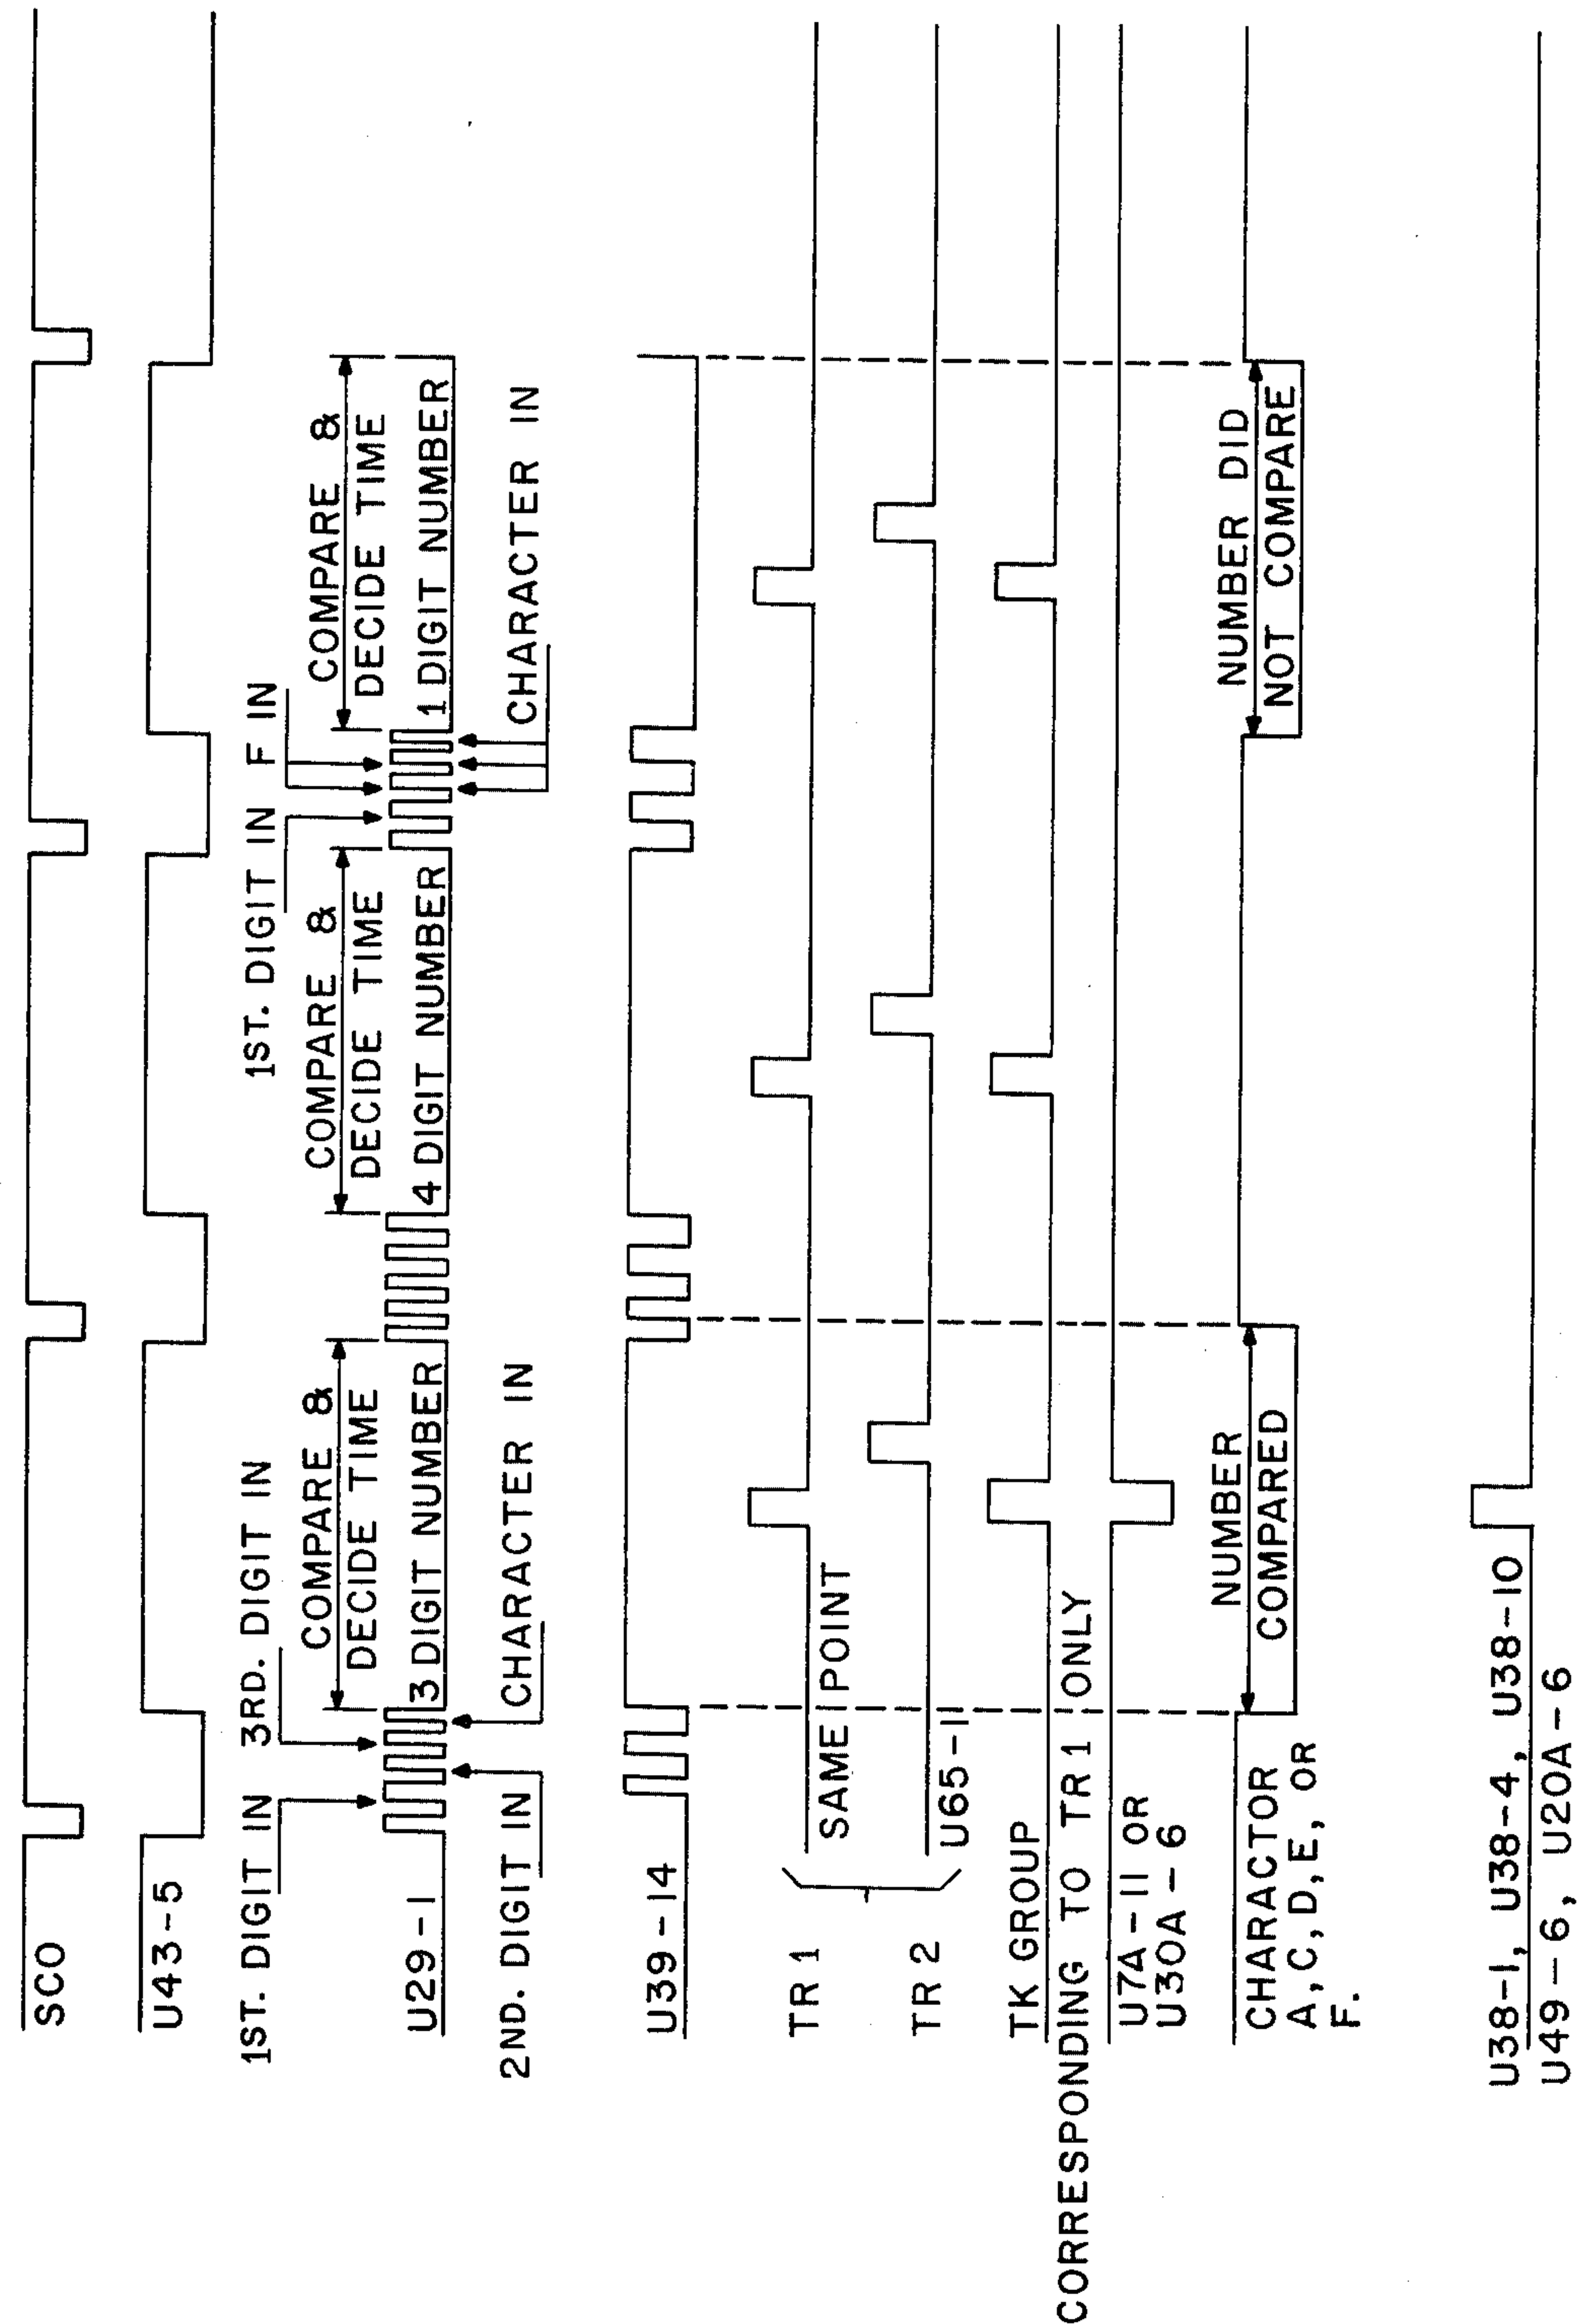 SCO
U43-5
1ST. DIGIT IN
3RD. DIGIT IN
1ST. DIGIT IN
F IN
COMPARE &
DECIDE TIME
COMPARE &
DECIDE TIME
COMPARE &
DECIDE TIME
U29-1
3 DIGIT NUMBER
4 DIGIT NUMBER
1 DIGIT NUMBER
2ND. DIGIT IN
CHARACTER IN
CHARACTER IN
U39-14
TR 1
SAME POINT
TR 2
U65-11
TK GROUP
CORRESPONDING TO TR 1 ONLY
U7A-11 OR
U30A-6
CHARACTOR
A,C,D,E, OR
F.
NUMBER
COMPARED
NUMBER DID
NOT COMPARE
U38-1, U38-4, U38-10
U49-6, U20A-6